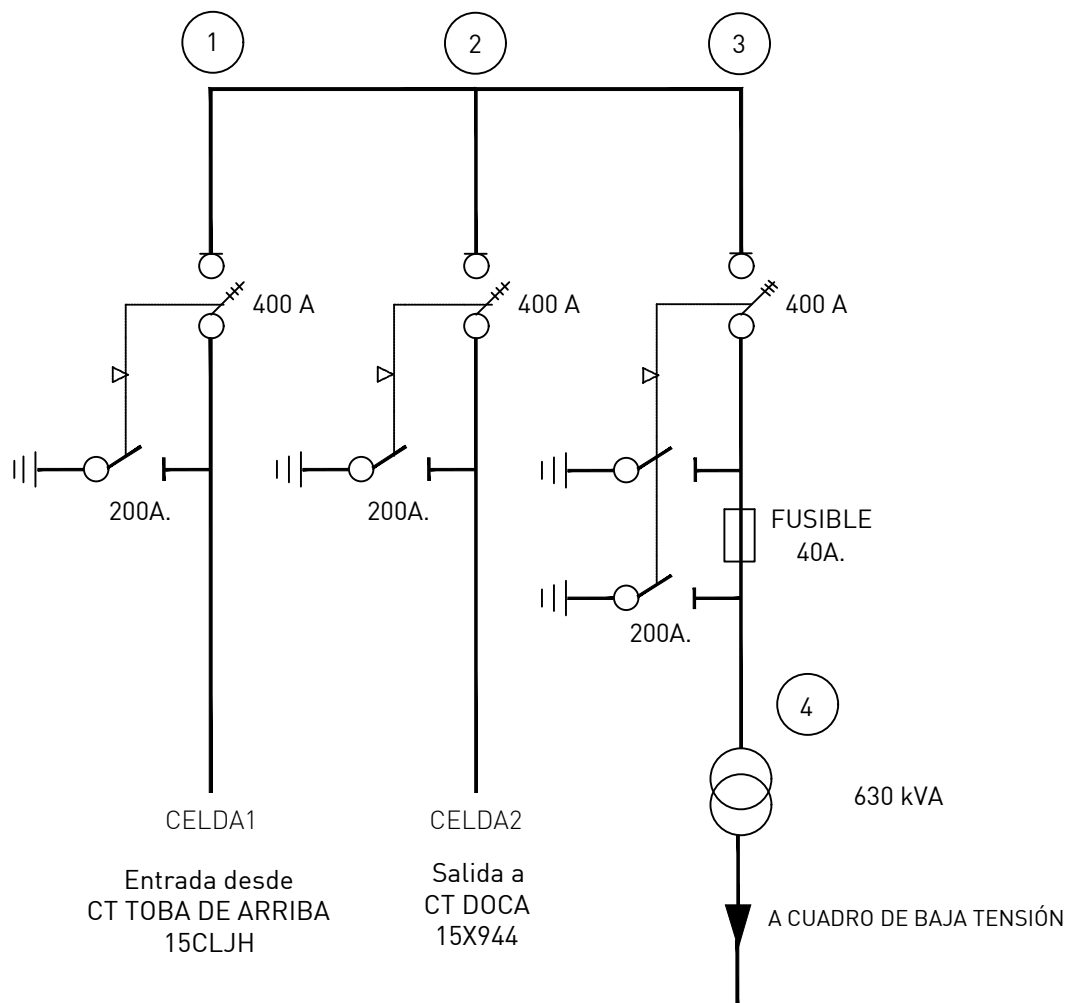 1
2
3
400 A
400 A
400 A
200A.
200A.
FUSIBLE
40A.
200A.
4
630 kVA
CELDA1
CELDA2
Entrada desde
CT TOBA DE ARRIBA
15CLJH
Salida a
CT DOCA
15X944
A CUADRO DE BAJA TENSIÓN